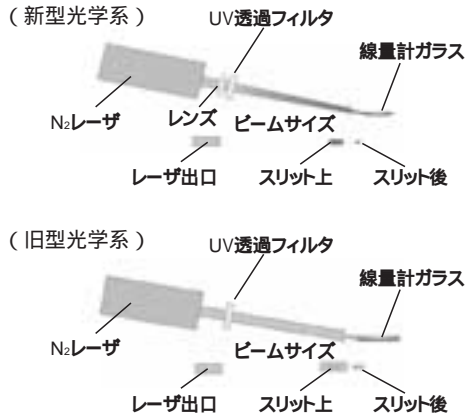 （新型光学系）
UV透過フィルタ
線量計ガラス
N₂レーザ
レンズ
ビームサイズ
レーザ出口
スリット上
スリット後
（旧型光学系）
UV透過フィルタ
線量計ガラス
N₂レーザ
ビームサイズ
レーザ出口
スリット上
スリット後